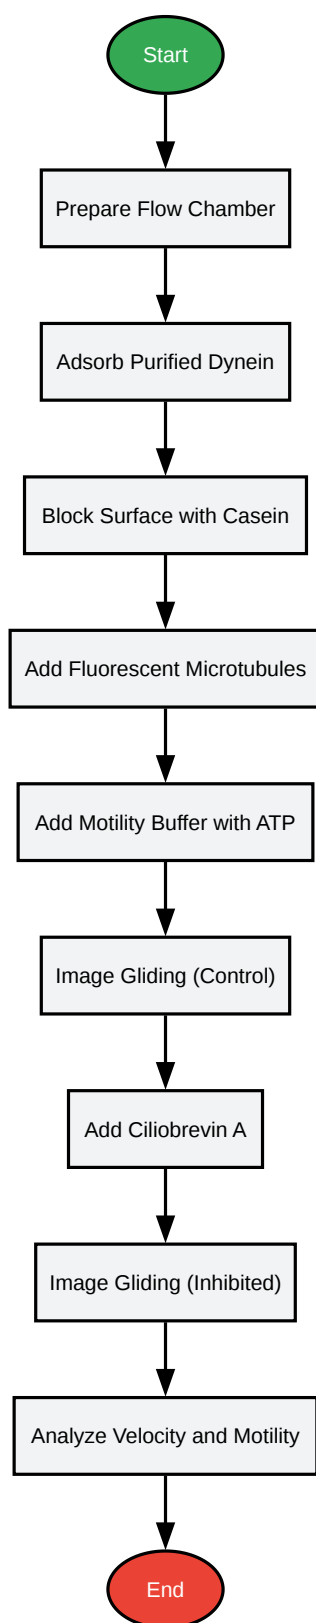 Start
Prepare Flow Chamber
Adsorb Purified Dynein
Block Surface with Casein
Add Fluorescent Microtubules
Add Motility Buffer with ATP
Image Gliding (Control)
Add Ciliobrevin A
Image Gliding (Inhibited)
Analyze Velocity and Motility
End